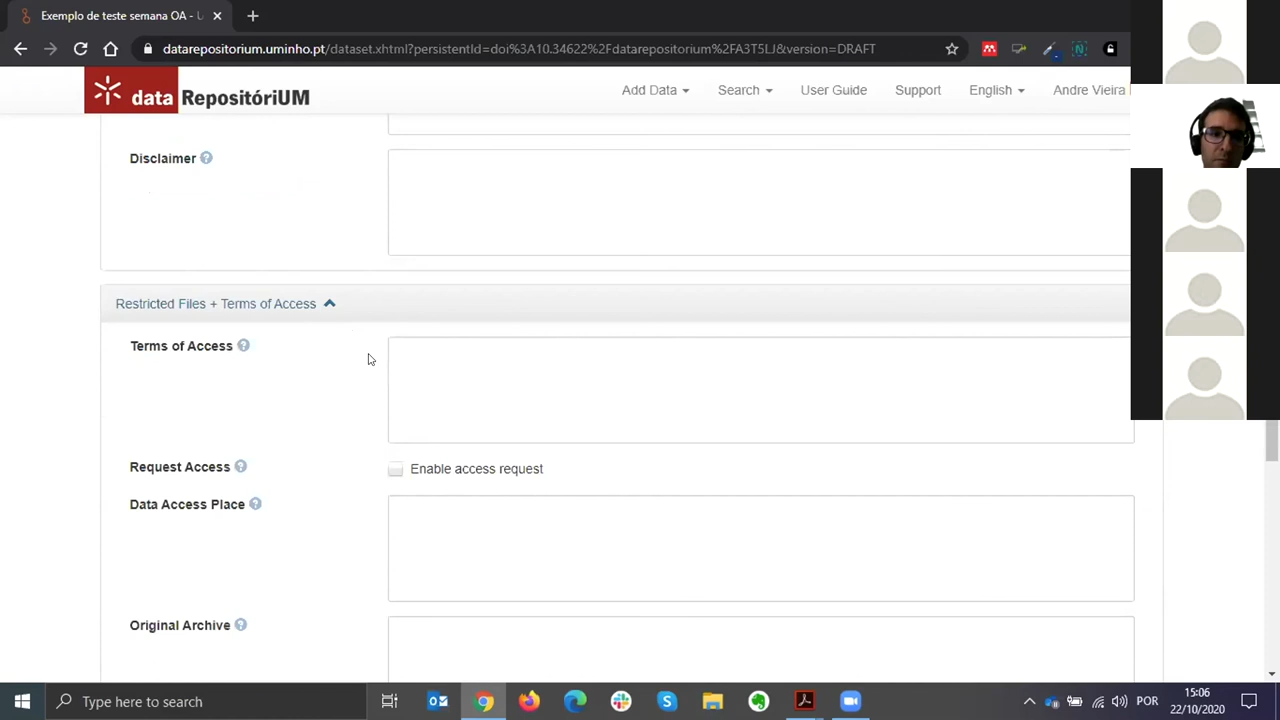 Exemplo de teste semana OA - U
datarepositorium.uminho.pt/dataset.xhtml?persistentId=doi%3A10.34622%2Fdatarepositorium%2FA3T5LJ&version=DRAFT
data RepositóriUM
Add Data
Search
User Guide
Support
English
Andre Vieira
Disclaimer
Restricted Files + Terms of Access
Terms of Access
Request Access
Enable access request
Data Access Place
Original Archive
Type here to search
POR
15:06
22/10/2020